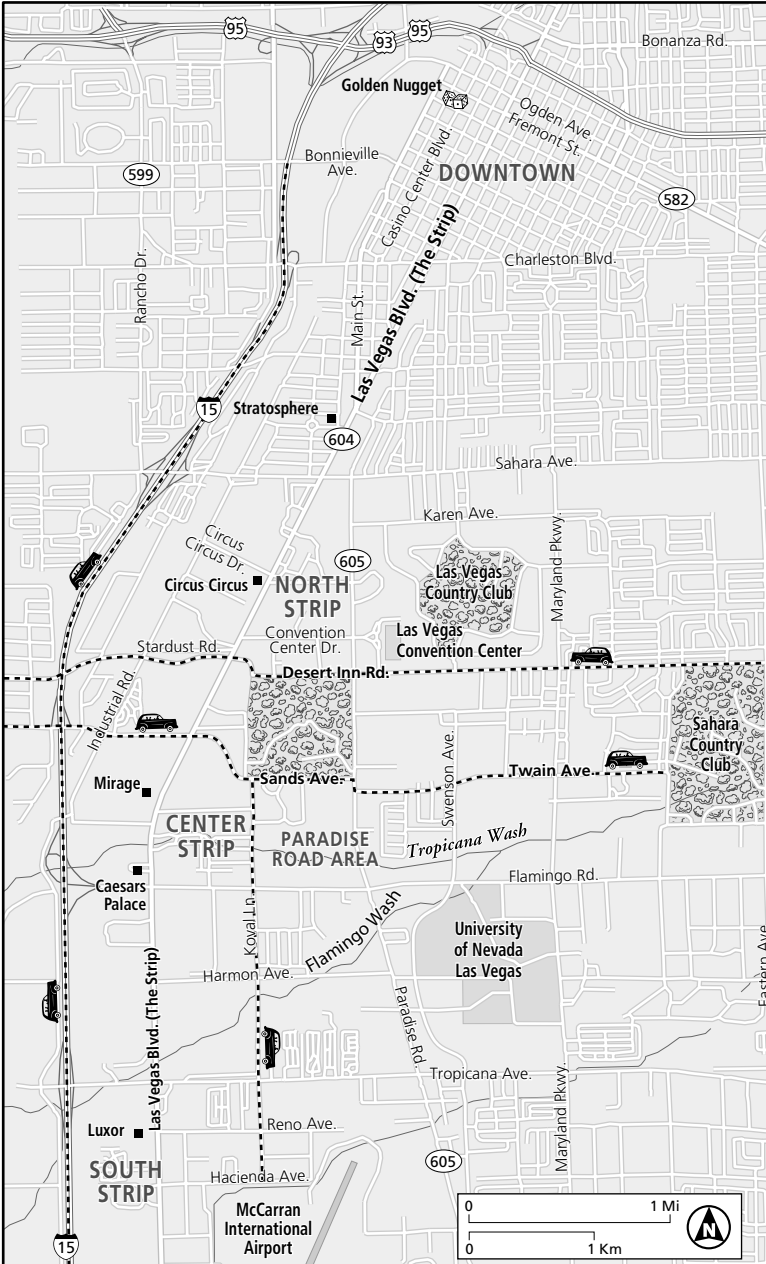 95
93
95
Bonanza Rd.
Golden Nugget
Ogden Ave.
Fremont St.
Casino Center Blvd.
Bonnieville
Ave.
DOWNTOWN
599
582
Rancho Dr.
Las Vegas Blvd. (The Strip)
Charleston Blvd.
Main St.
15
Stratosphere
604
Sahara Ave.
Karen Ave.
Maryland Pkwy.
Circus
Circus Dr.
605
Circus Circus
NORTH
STRIP
Las Vegas
Country Club
Stardust Rd.
Convention
Center Dr.
Las Vegas
Convention Center
Desert Inn Rd.
Industrial Rd.
Sahara
Country
Club
Swenson Ave.
Mirage
Sands Ave.
Twain Ave.
CENTER
STRIP
PARADISE
ROAD AREA
Tropicana Wash
Caesars
Palace
Flamingo Rd.
Koval Ln.
Flamingo Wash
University
of Nevada
Las Vegas
Eastern Ave.
Las Vegas Blvd. (The Strip)
Harmon Ave.
Paradise Rd.
Tropicana Ave.
Maryland Pkwy.
Luxor
Reno Ave.
SOUTH
STRIP
Hacienda Ave.
605
McCarran
International
Airport
0
1 Mi
0
1 Km
N
15